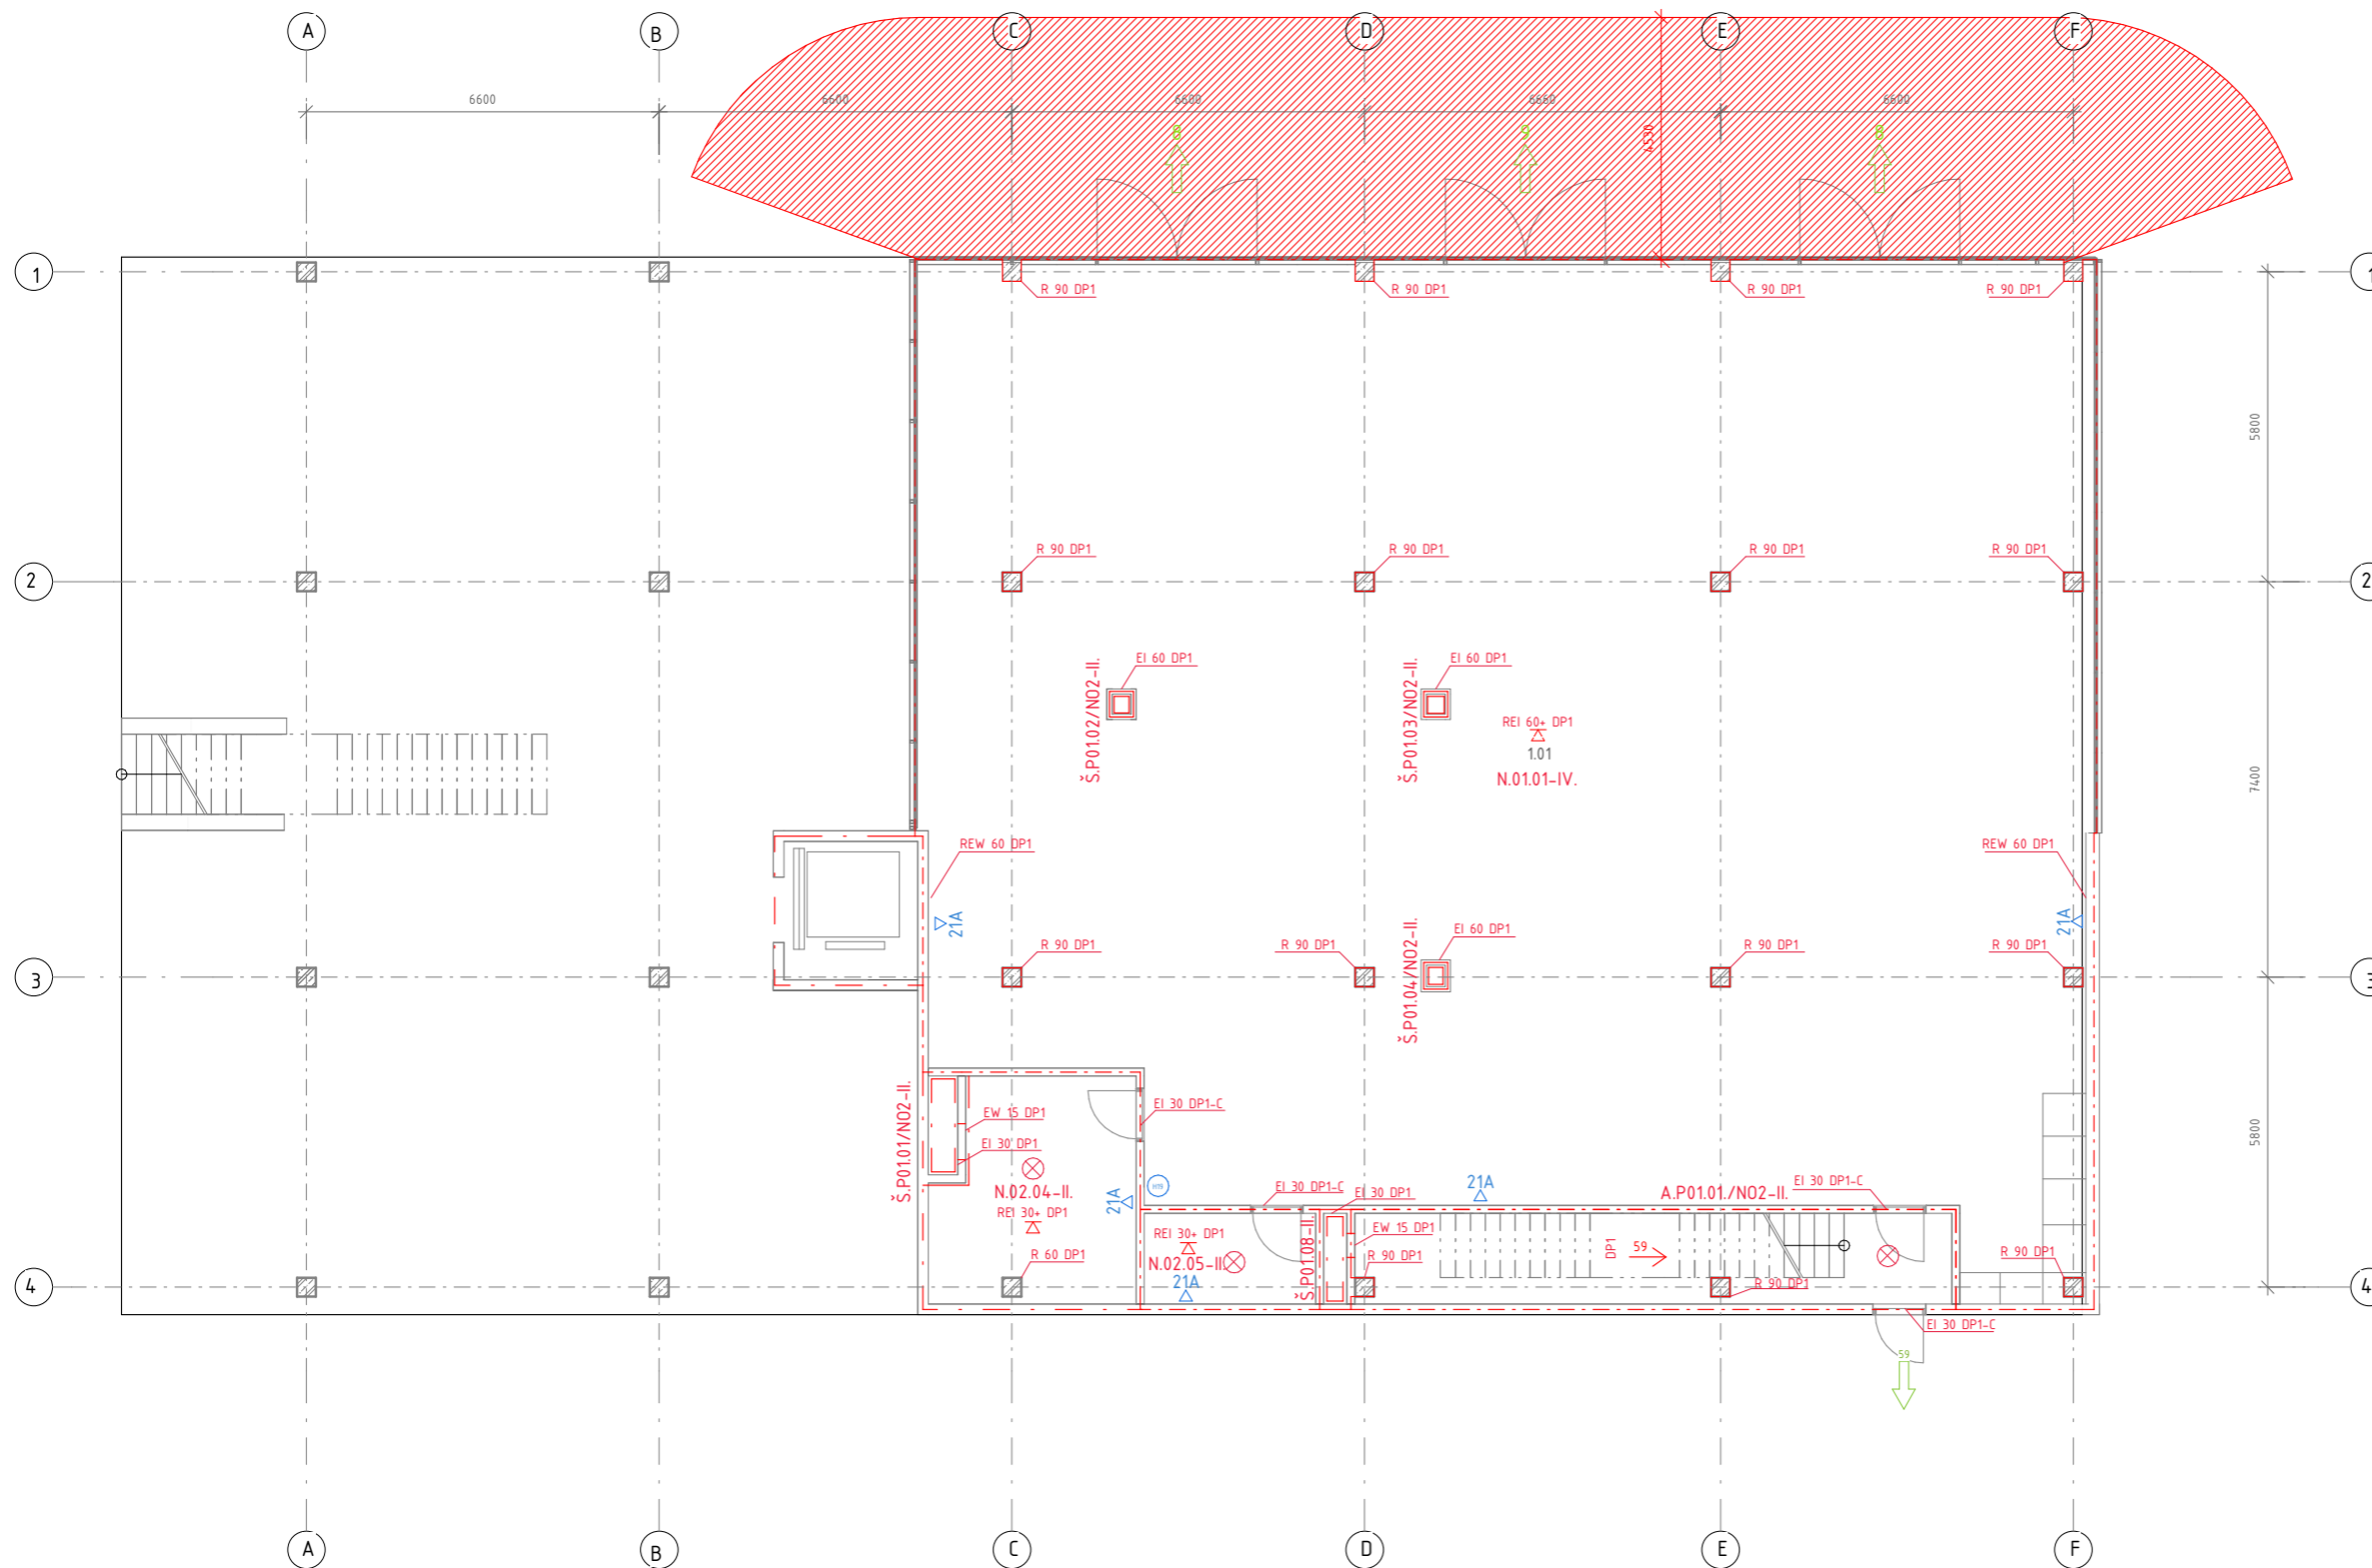 A
B
C
D
E
F
6600
6600
6600
6660
6600
4530
1
1
R 90 DP1
R 90 DP1
R 90 DP1
R 90 DP1
5800
R 90 DP1
R 90 DP1
R 90 DP1
R 90 DP1
2
2
EI 60 DP1
EI 60 DP1
Š.P01.02/N02-II.
Š.P01.03/N02-II.
REI 60+ DP1
1.01
N.01.01-IV.
7400
REW 60 DP1
REW 60 DP1
21A
21A
EI 60 DP1
R 90 DP1
R 90 DP1
R 90 DP1
R 90 DP1
3
3
Š.P01.04/N02-II.
Š.P01.01/N02-II.
EW 15 DP1
EI 30 DP1-C
EI 30 DP1
5800
N.02.04-II.
REI 30+ DP1
21A
H19
EI 30 DP1-C
EI 30 DP1
21A
A.P01.01./N02-II.
EI 30 DP1-C
REI 30+ DP1
N.02.05-II
21A
Š.P01.08-II.
EW 15 DP1
R 90 DP1
DP1
59
R 60 DP1
R 90 DP1
R 90 DP1
4
4
EI 30 DP1-C
59
A
B
C
D
E
F